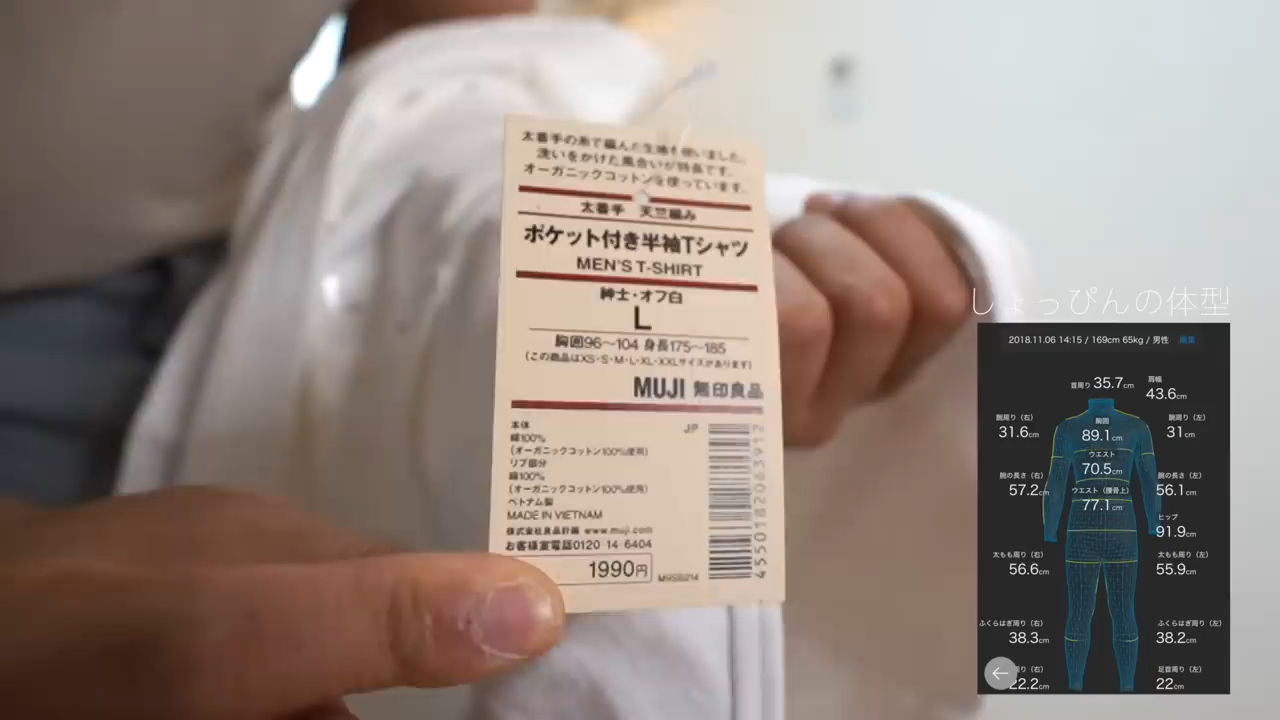 太番手の糸で編んだ生地を使いました。
洗いをかけた風合いが特長です。
オーガニックコットンを使っています。
太番手 天竺編み
ポケット付き半袖Tシャツ
MEN'S T-SHIRT
紳士・オフ白
L
胸囲96〜104 身長175〜185
(この商品はXS・S・M・L・XL・XXLサイズがあります)
MUJI 無印良品
JP
本体
綿100%
(オーガニックコットン100%使用)
リブ部分
綿100%
(オーガニックコットン100%使用)
ベトナム製
MADE IN VIETNAM
株式会社良品計画 www.muji.com
お客様室電話0120 14 6404
1990円
4550182063912
しょっぴんの体型
2018.11.06 14:15 / 169cm 65kg / 男性 編集
首周り 35.7cm
肩幅
43.6cm
腕周り(右)
31.6cm
胸囲
89.1cm
腕周り(左)
31cm
ウエスト
70.5cm
腕の長さ(右)
57.2cm
ウエスト(腰骨上)
77.1cm
腕の長さ(左)
56.1cm
ヒップ
91.9cm
太もも周り(右)
56.6cm
太もも周り(左)
55.9cm
ふくらはぎ周り(右)
38.3cm
ふくらはぎ周り(左)
38.2cm
周り(右)
22.2cm
足首周り(左)
22cm